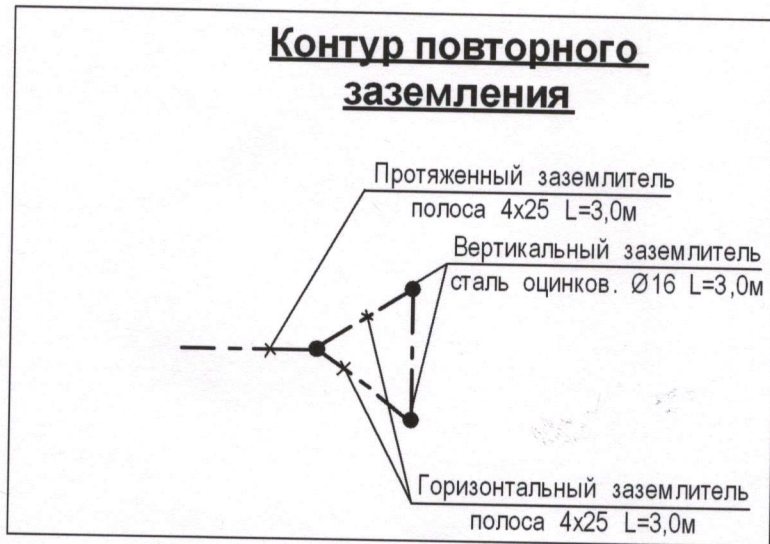 Контур повторного
заземления
Протяженный заземлитель
полоса 4х25 L=3,0м
Вертикальный заземлитель
сталь оцинков. Ø16 L=3,0м
Горизонтальный заземлитель
полоса 4х25 L=3,0м